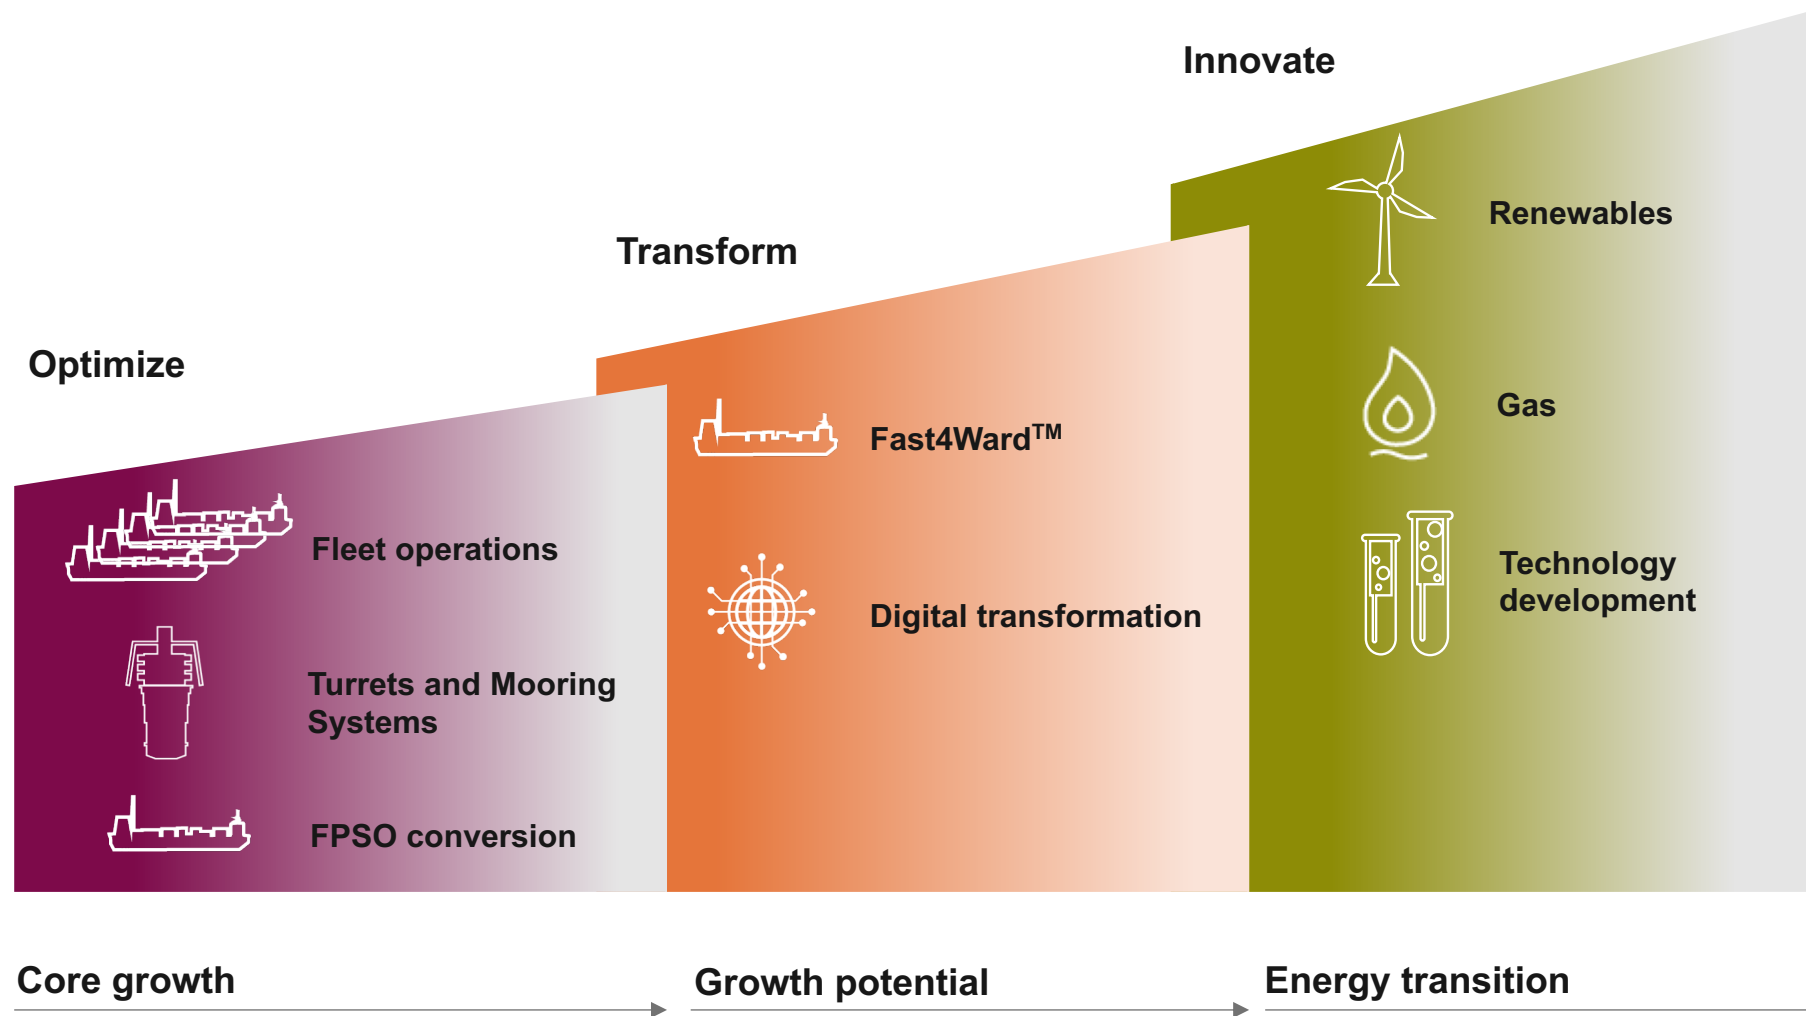 Optimize
Fleet operations
Turrets and Mooring
Systems
FPSO conversion
Core growth
Transform
Fast4Ward™
Digital transformation
Growth potential
Innovate
Renewables
Gas
Technology
development
Energy transition